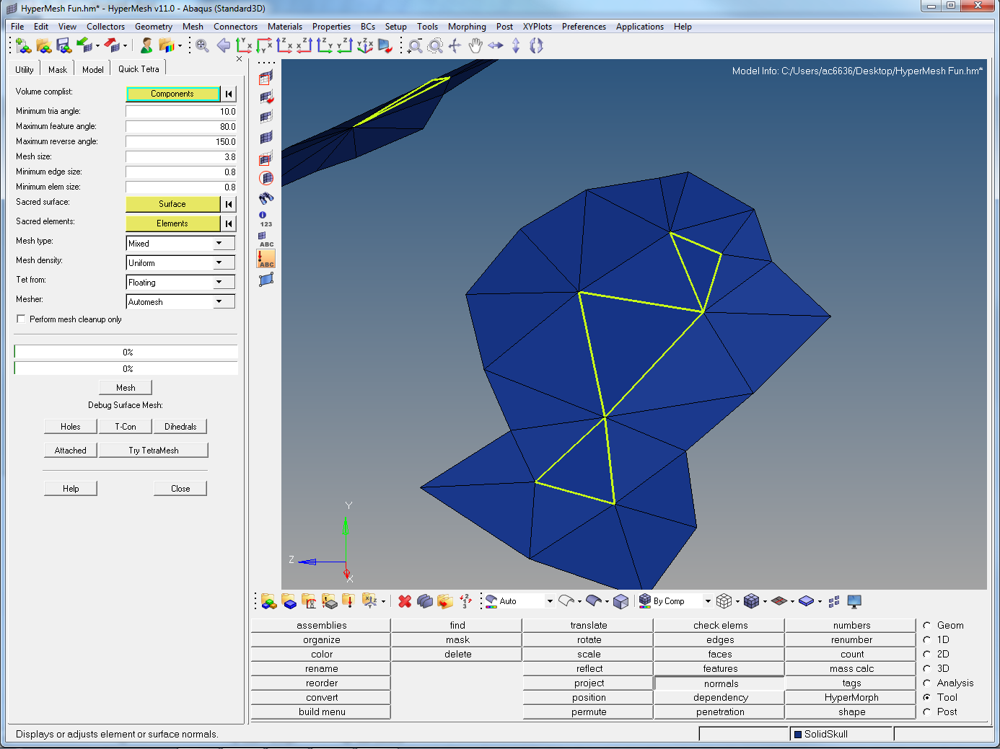 HyperMesh Fun.hm* - HyperMesh v11.0 - Abaqus (Standard3D)
File Edit View Collectors Geometry Mesh Connectors Materials Properties BCs Setup Tools Morphing Post XYPlots Preferences Applications Help
Utility Mask Model Quick Tetra
Model Info: C:/Users/ac6636/Desktop/HyperMesh Fun.hm*
Volume complist: Components
Minimum tria angle: 10.0
Maximum feature angle: 80.0
Maximum reverse angle: 150.0
Mesh size: 3.8
Minimum edge size: 0.8
Minimum elem size: 0.8
Sacred surface: Surface
Sacred elements: Elements
Mesh type: Mixed
Mesh density: Uniform
Tet from: Floating
Mesher: Automesh
Perform mesh cleanup only
0%
0%
Mesh
Debug Surface Mesh:
Holes T-Con Dihedrals
Attached Try TetraMesh
Help Close
123
ABC
ABC
Y
Z
X
Auto By Comp
assemblies find translate check elems numbers Geom
organize mask rotate edges renumber 1D
color delete scale faces count 2D
rename reflect features mass calc 3D
reorder project normals tags Analysis
convert position dependency HyperMorph Tool
build menu permute penetration shape Post
Displays or adjusts element or surface normals. SolidSkull